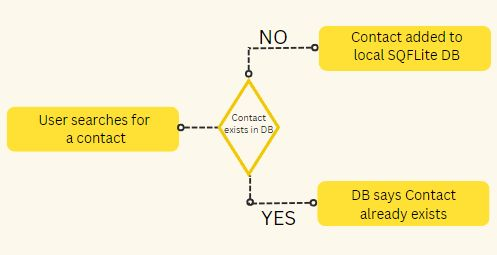 NO
Contact added to
local SQFLite DB
User searches for
a contact
Contact
exists in DB
DB says Contact
already exists
YES